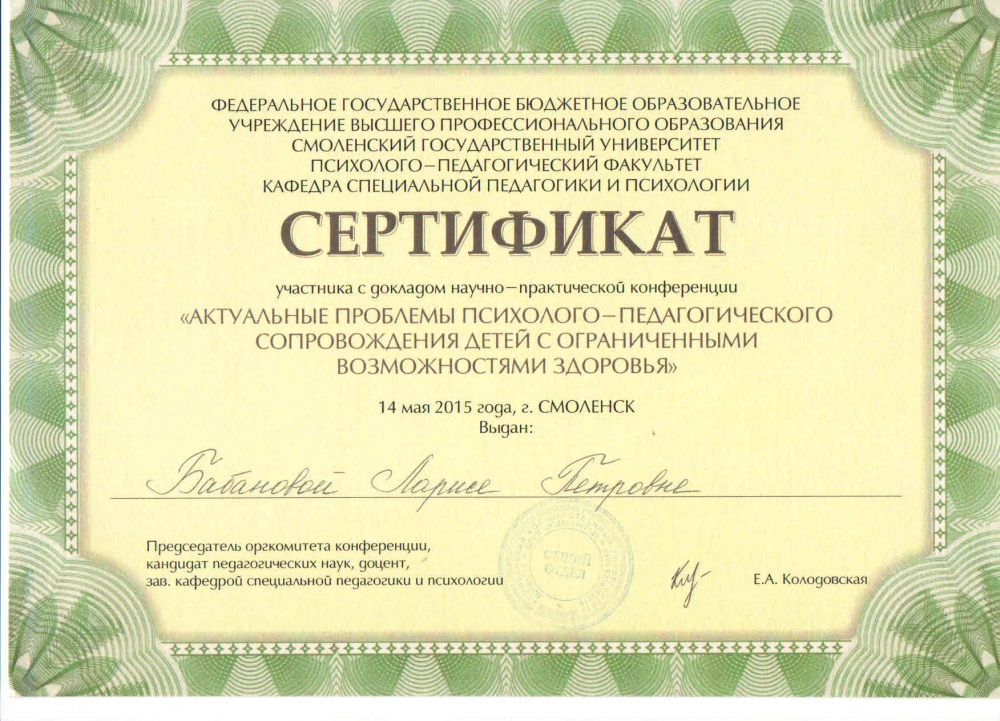 ФЕДЕРАЛЬНОЕ ГОСУДАРСТВЕННОЕ БЮДЖЕТНОЕ ОБРАЗОВАТЕЛЬНОЕ
УЧРЕЖДЕНИЕ ВЫСШЕГО ПРОФЕССИОНАЛЬНОГО ОБРАЗОВАНИЯ
СМОЛЕНСКИЙ ГОСУДАРСТВЕННЫЙ УНИВЕРСИТЕТ
ПСИХОЛОГО–ПЕДАГОГИЧЕСКИЙ ФАКУЛЬТЕТ
КАФЕДРА СПЕЦИАЛЬНОЙ ПЕДАГОГИКИ И ПСИХОЛОГИИ
СЕРТИФИКАТ
участника с докладом научно–практической конференции
«АКТУАЛЬНЫЕ ПРОБЛЕМЫ ПСИХОЛОГО–ПЕДАГОГИЧЕСКОГО
СОПРОВОЖДЕНИЯ ДЕТЕЙ С ОГРАНИЧЕННЫМИ
ВОЗМОЖНОСТЯМИ ЗДОРОВЬЯ»
14 мая 2015 года, г. СМОЛЕНСК
Выдан:
Бабановой Ларисе Петровне
Председатель оргкомитета конференции,
кандидат педагогических наук, доцент,
зав. кафедрой специальной педагогики и психологии
Е.А. Колодовская
ОБЩИЙ
ОТДЕЛ